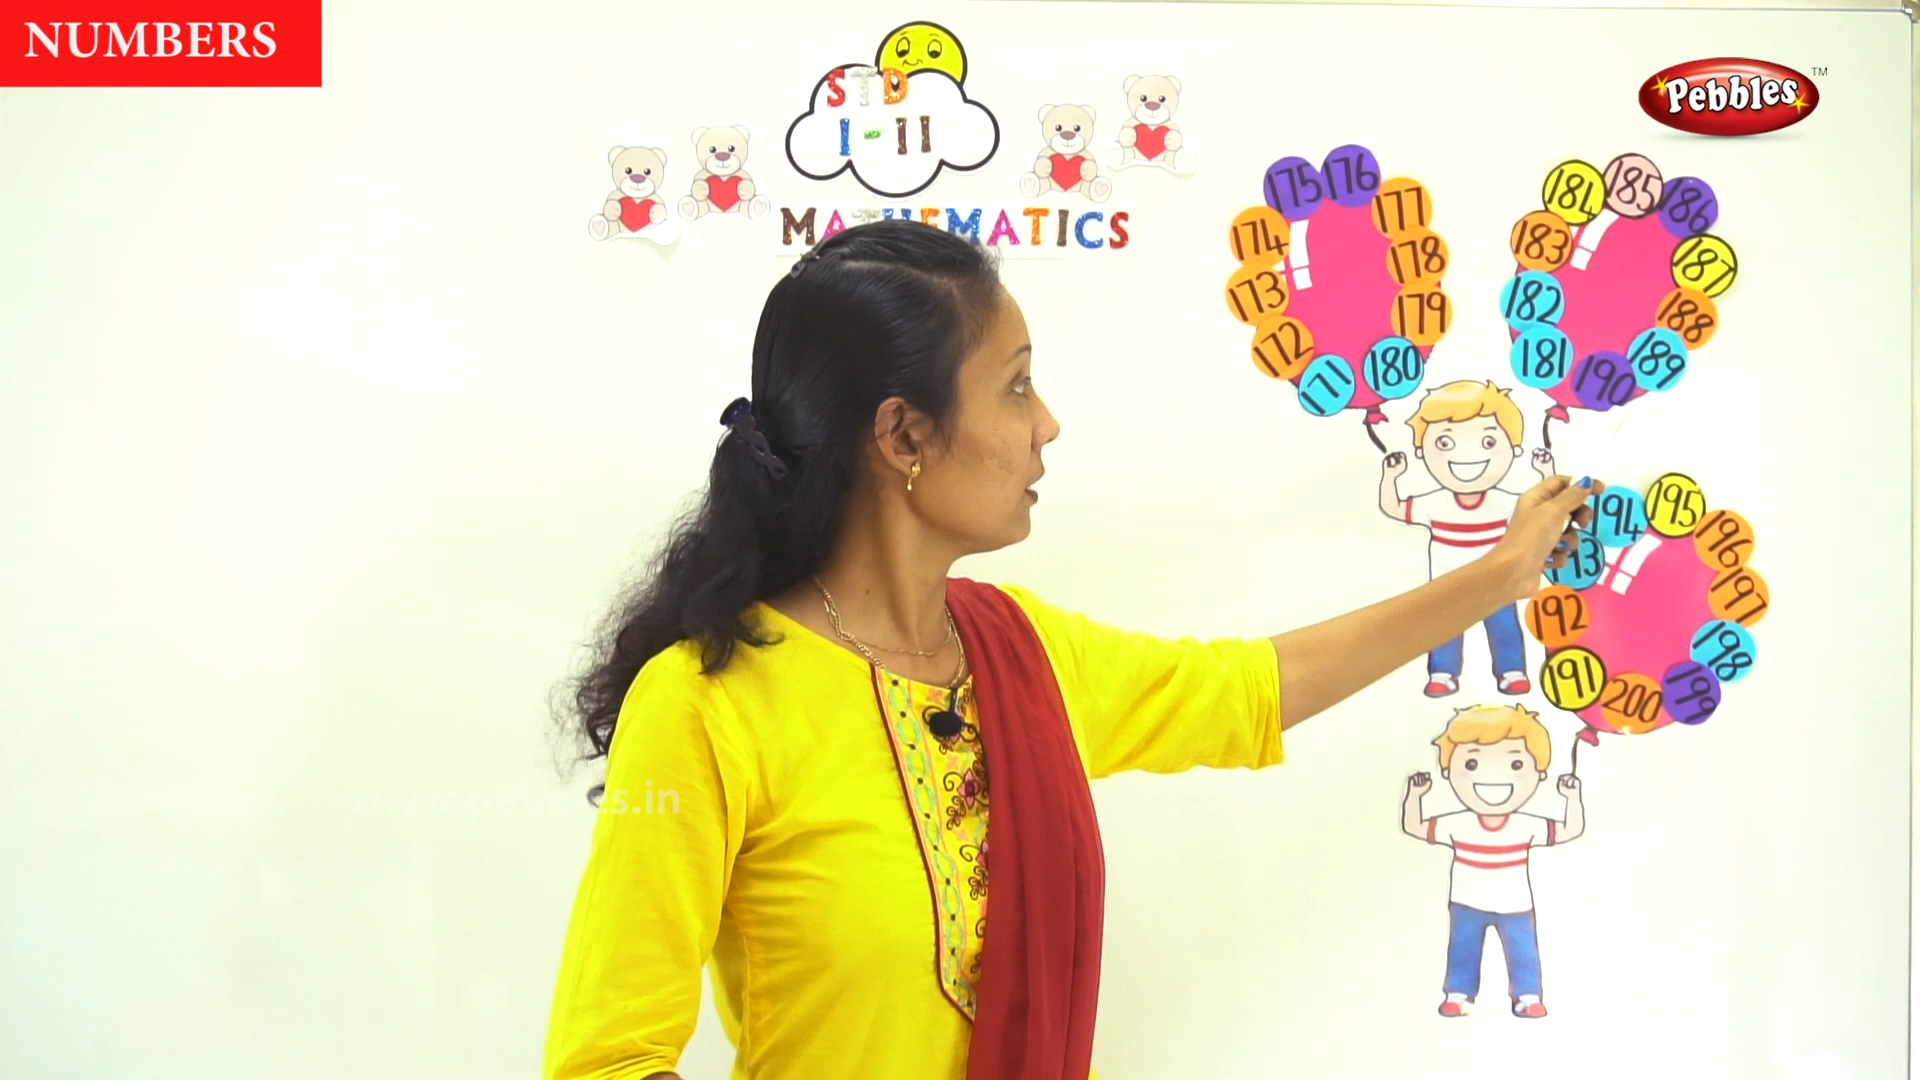 NUMBERS
Pebbles TM
STD
I-II
MATHEMATICS
175 176
174 177
173 178
172 179
171 180
184 185 186
183 187
182 188
181 189
190
194 195
193 196
192 197
191 198
200 199